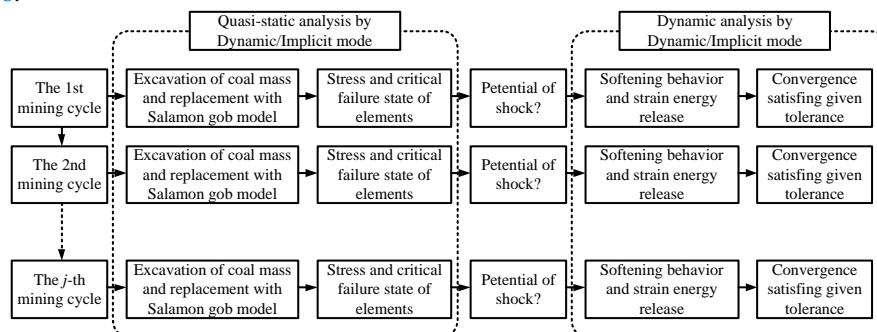 Quasi-static analysis by
Dynamic/Implicit mode
Dynamic analysis by
Dynamic/Implicit mode
The 1st
mining cycle
Excavation of coal mass
and replacement with
Salamon gob model
Stress and critical
failure state of
elements
Potential of
shock?
Softening behavior
and strain energy
release
Convergence
satisfying given
tolerance
The 2nd
mining cycle
Excavation of coal mass
and replacement with
Salamon gob model
Stress and critical
failure state of
elements
Potential of
shock?
Softening behavior
and strain energy
release
Convergence
satisfying given
tolerance
The j-th
mining cycle
Excavation of coal mass
and replacement with
Salamon gob model
Stress and critical
failure state of
elements
Potential of
shock?
Softening behavior
and strain energy
release
Convergence
satisfying given
tolerance